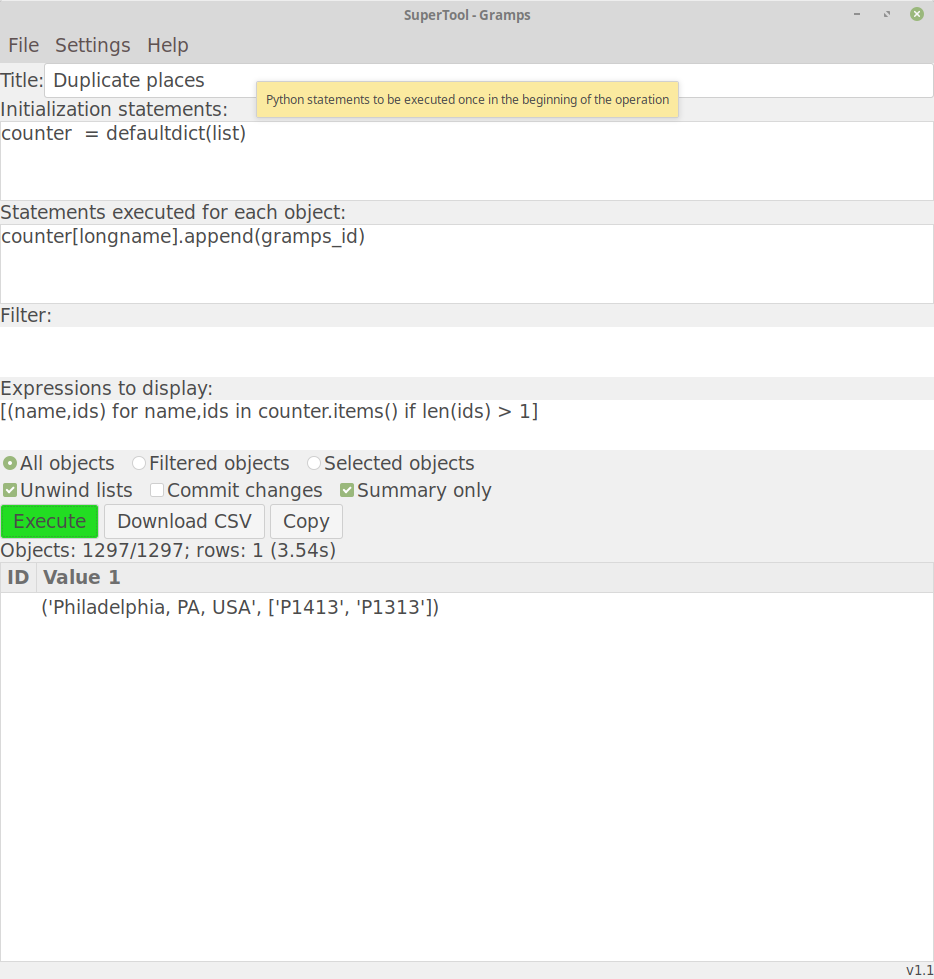 SuperTool - Gramps
File Settings Help
Title: Duplicate places
Python statements to be executed once in the beginning of the operation
Initialization statements:
counter  = defaultdict(list)
Statements executed for each object:
counter[longname].append(gramps_id)
Filter:
Expressions to display:
[(name,ids) for name,ids in counter.items() if len(ids) > 1]
All objects Filtered objects Selected objects
Unwind lists Commit changes Summary only
Execute Download CSV Copy
Objects: 1297/1297; rows: 1 (3.54s)
ID Value 1
('Philadelphia, PA, USA', ['P1413', 'P1313'])
v1.1